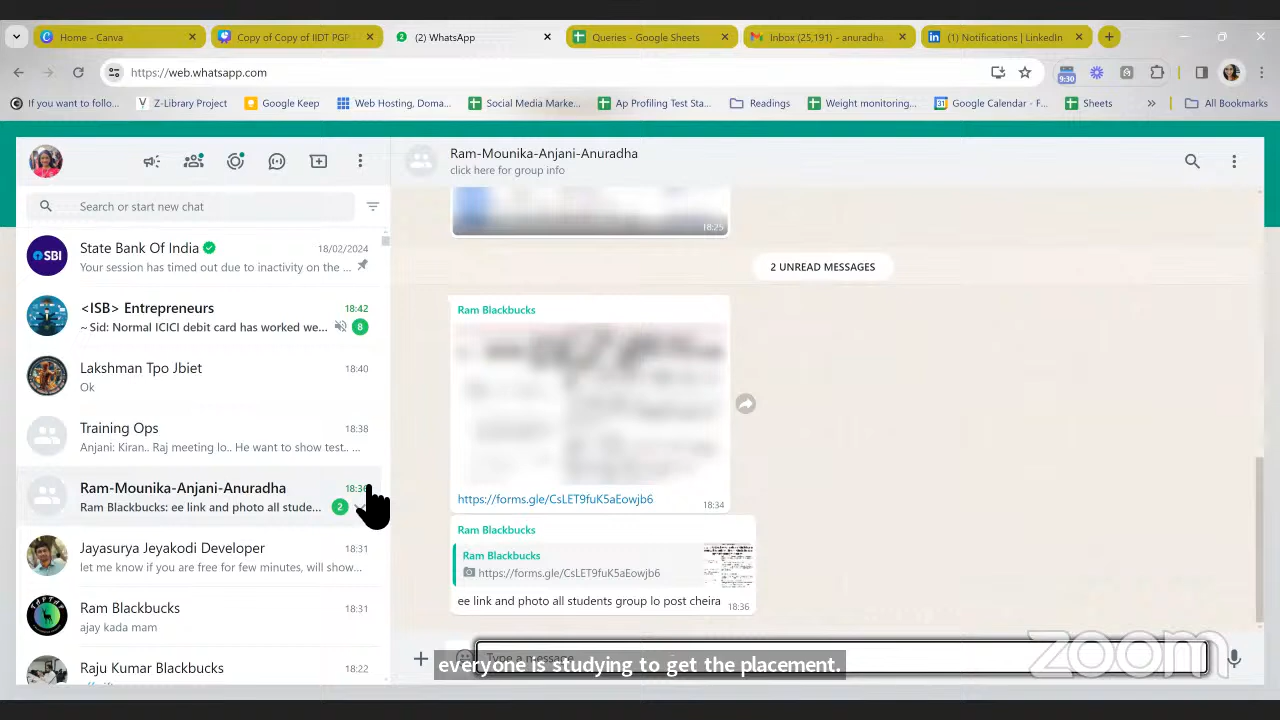 Home - Canva
Copy of Copy of IIDT PGP
(2) WhatsApp
Queries - Google Sheets
Inbox (25,191) - anuradha
(1) Notifications | LinkedIn
https://web.whatsapp.com
9:30
If you want to follo...
Z-Library Project
Google Keep
Web Hosting, Doma...
Social Media Marke...
Ap Profiling Test Sta...
Readings
Weight monitoring...
Google Calendar - F...
Sheets
All Bookmarks
Search or start new chat
State Bank Of India
18/02/2024
Your session has timed out due to inactivity on the ...
SBI
<ISB> Entrepreneurs
18:42
~ Sid: Normal ICICI debit card has worked we...
8
Lakshman Tpo Jbiet
18:40
Ok
Training Ops
18:38
Anjani: Kiran.. Raj meeting lo.. He want to show test.. ...
Ram-Mounika-Anjani-Anuradha
18:36
Ram Blackbucks: ee link and photo all stude...
2
Jayasurya Jeyakodi Developer
18:31
let me know if you are free for few minutes, will show...
Ram Blackbucks
18:31
ajay kada mam
Raju Kumar Blackbucks
18:22
Ram-Mounika-Anjani-Anuradha
click here for group info
18:25
2 UNREAD MESSAGES
Ram Blackbucks
https://forms.gle/CsLET9fuK5aEowjb6
18:34
Ram Blackbucks
Ram Blackbucks
https://forms.gle/CsLET9fuK5aEowjb6
ee link and photo all students group lo post cheira
18:36
Type a message
everyone is studying to get the placement.
zoom